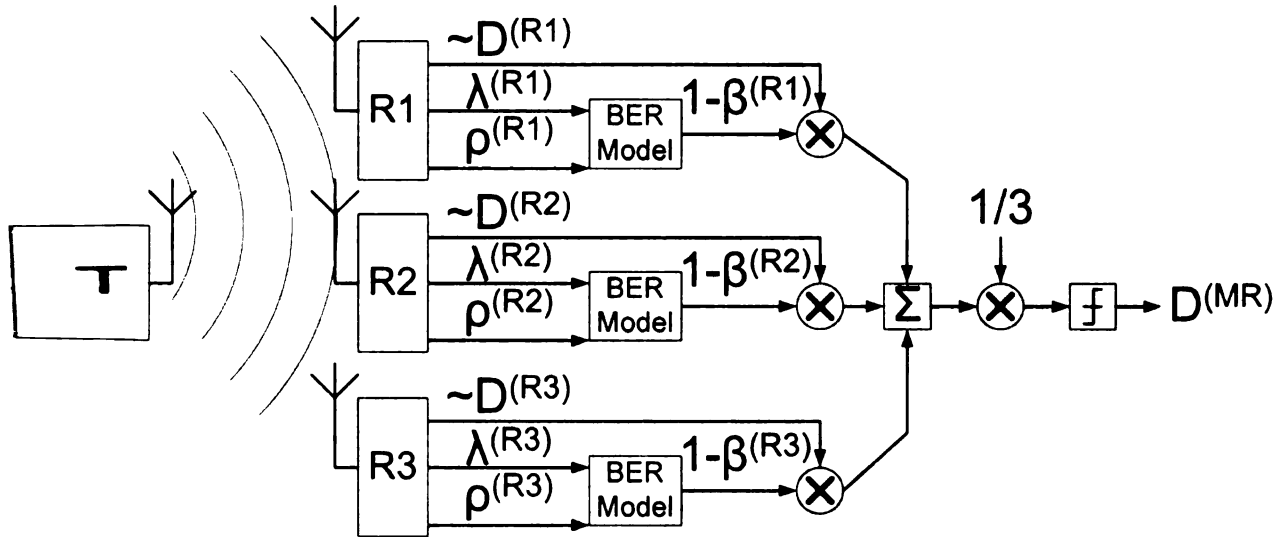 ~D(R1)
λ(R1)
ρ(R1)
R1
BER
Model
1-β(R1)
×
T
~D(R2)
λ(R2)
ρ(R2)
R2
BER
Model
1-β(R2)
×
Σ
1/3
×
D(MR)
~D(R3)
λ(R3)
ρ(R3)
R3
BER
Model
1-β(R3)
×